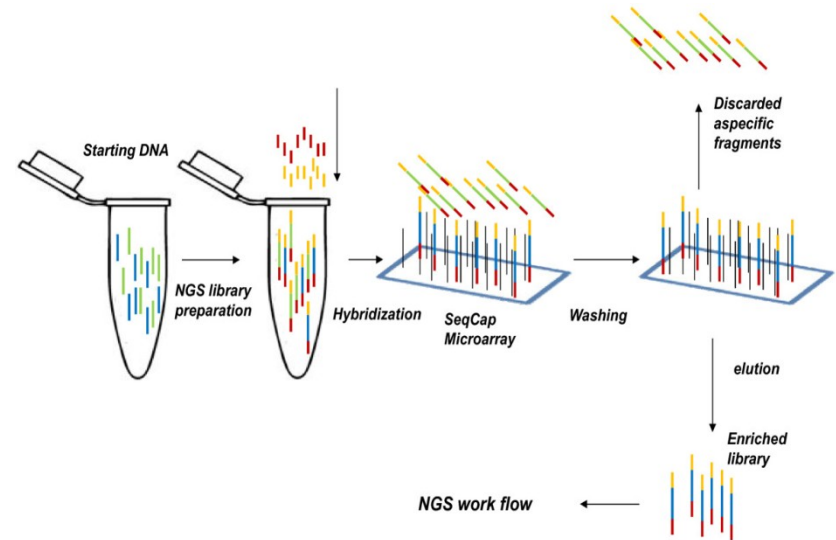 Starting DNA
NGS library
preparation
Hybridization
SeqCap
Microarray
Washing
Discarded
aspecific
fragments
elution
Enriched
library
NGS work flow